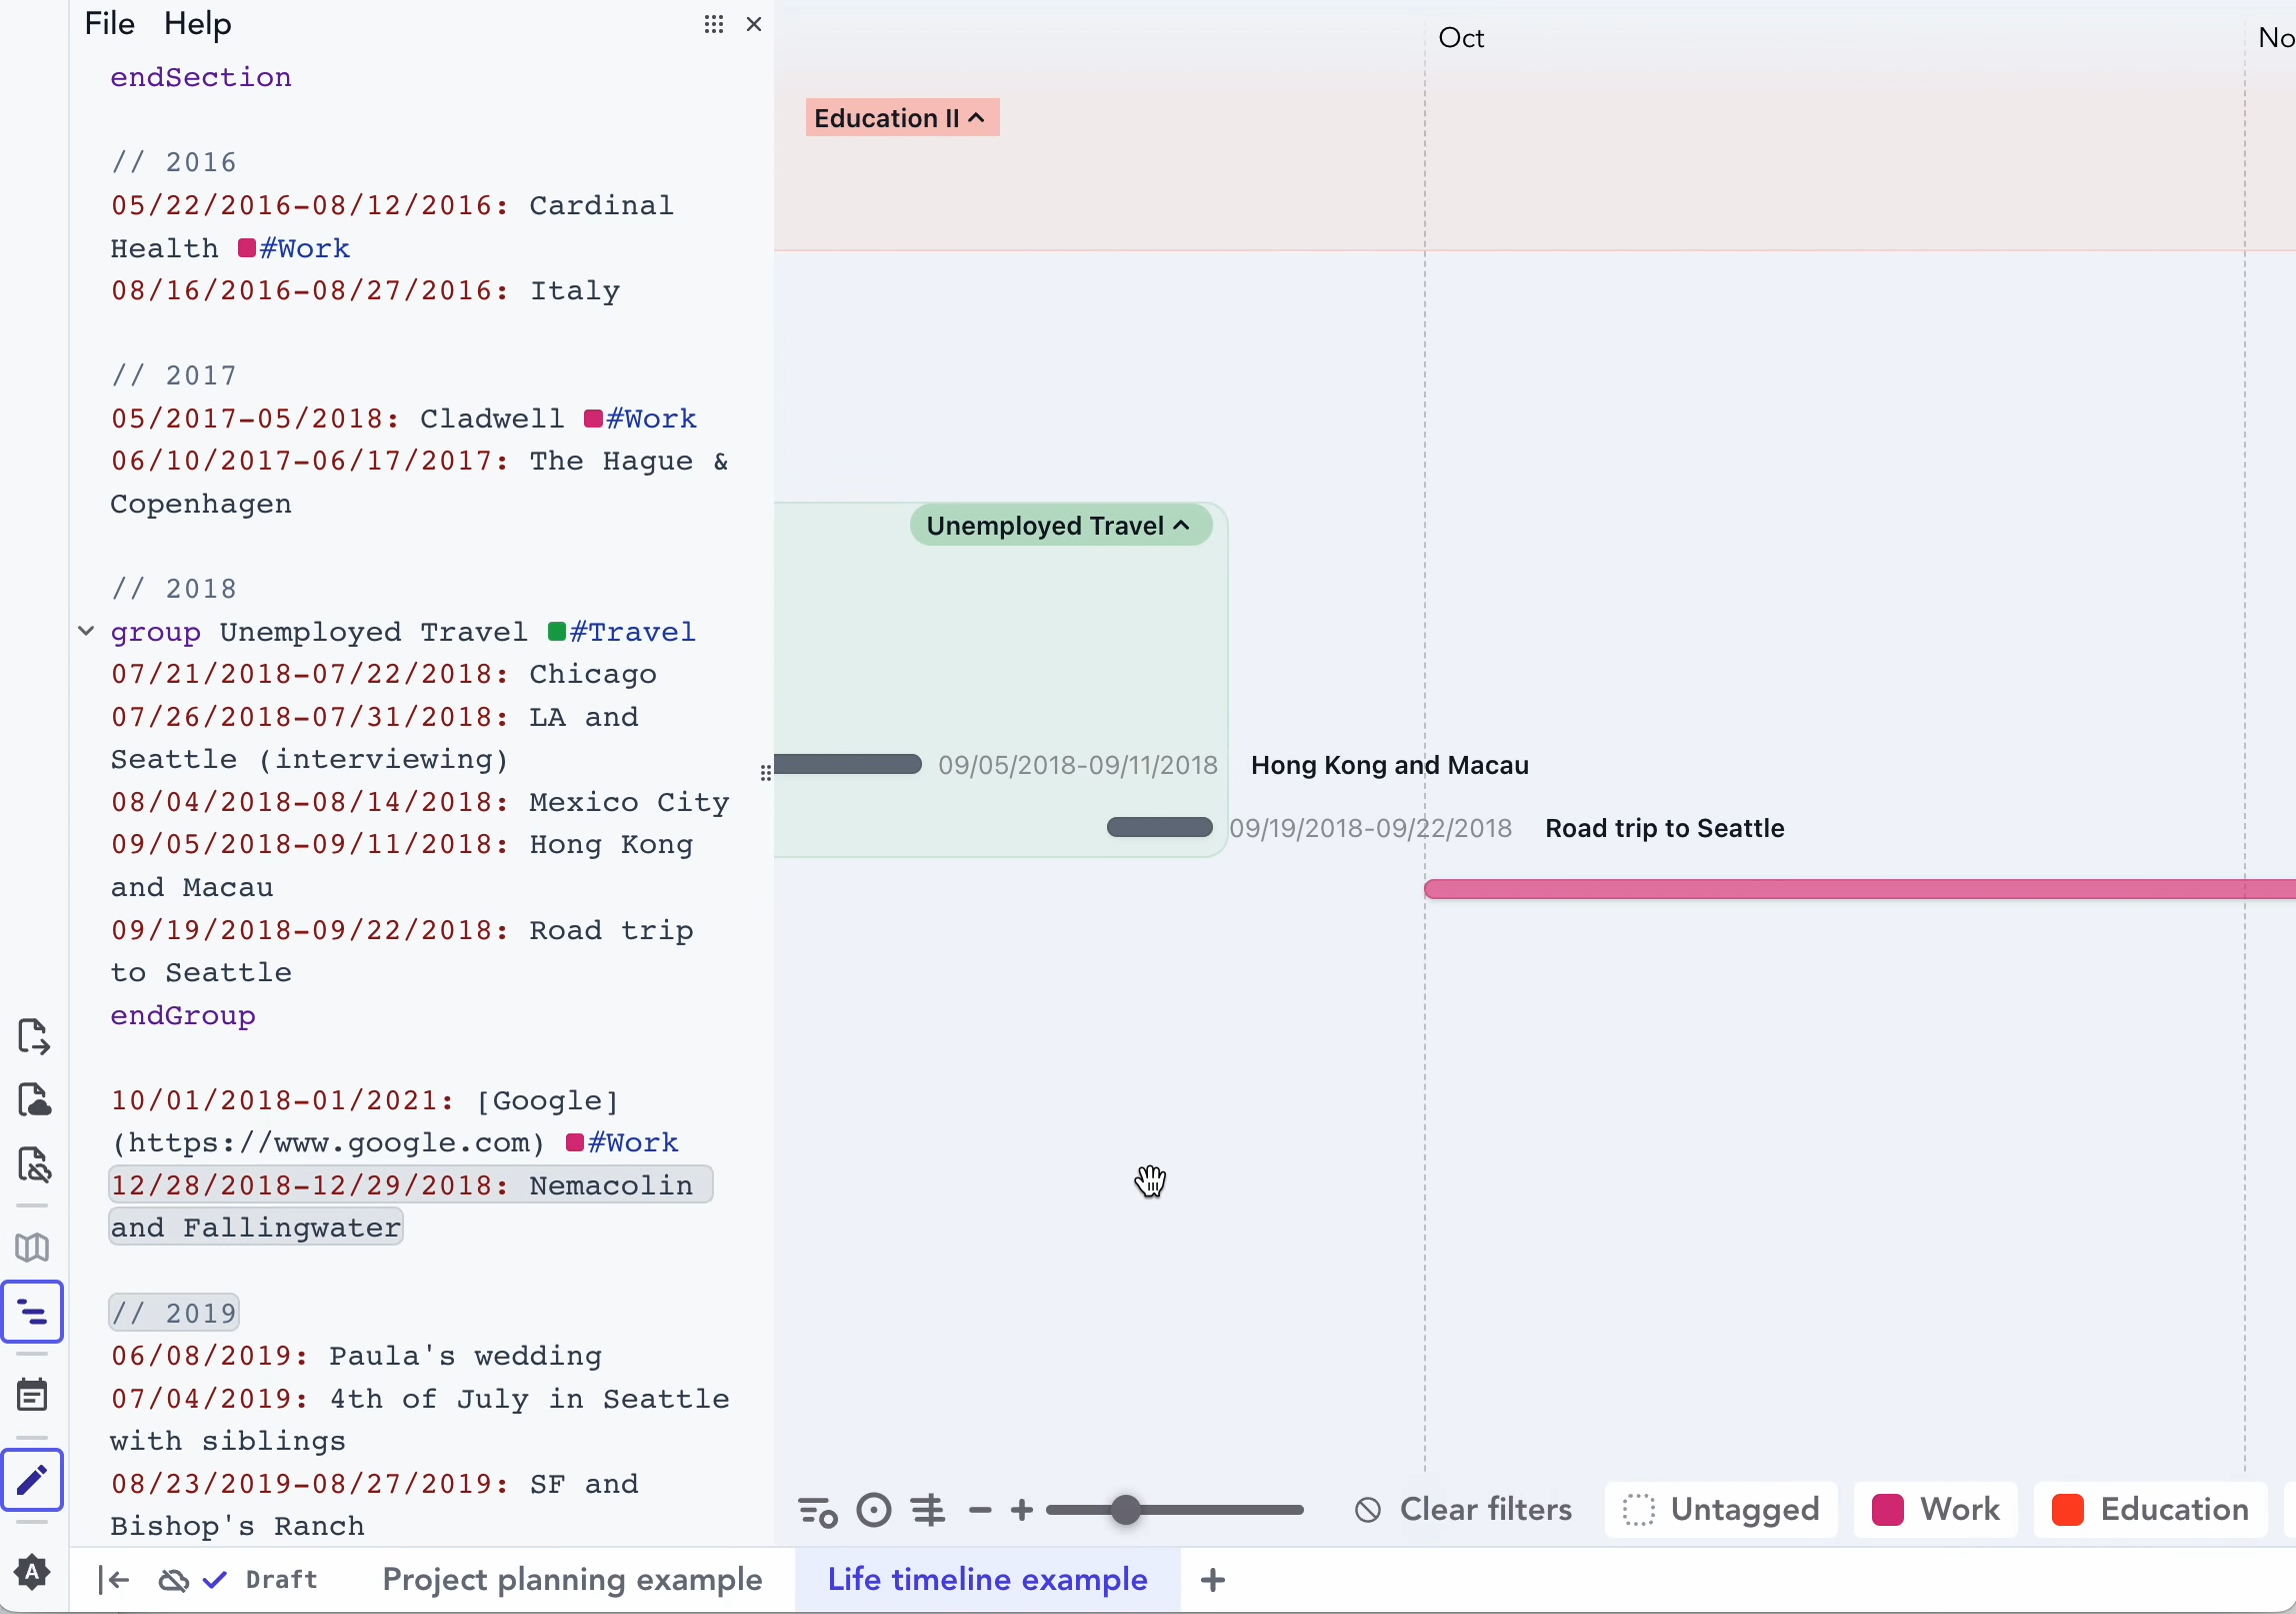 File Help
endSection
// 2016
05/22/2016-08/12/2016: Cardinal
Health #Work
08/16/2016-08/27/2016: Italy
// 2017
05/2017-05/2018: Cladwell #Work
06/10/2017-06/17/2017: The Hague &
Copenhagen
// 2018
group Unemployed Travel #Travel
07/21/2018-07/22/2018: Chicago
07/26/2018-07/31/2018: LA and
Seattle (interviewing)
08/04/2018-08/14/2018: Mexico City
09/05/2018-09/11/2018: Hong Kong
and Macau
09/19/2018-09/22/2018: Road trip
to Seattle
endGroup
10/01/2018-01/2021: [Google]
(https://www.google.com) #Work
12/28/2018-12/29/2018: Nemacolin
and Fallingwater
// 2019
06/08/2019: Paula's wedding
07/04/2019: 4th of July in Seattle
with siblings
08/23/2019-08/27/2019: SF and
Bishop's Ranch
Oct
No
Education II
Unemployed Travel
09/05/2018-09/11/2018 Hong Kong and Macau
09/19/2018-09/22/2018 Road trip to Seattle
Clear filters Untagged Work Education
A
Draft Project planning example Life timeline example